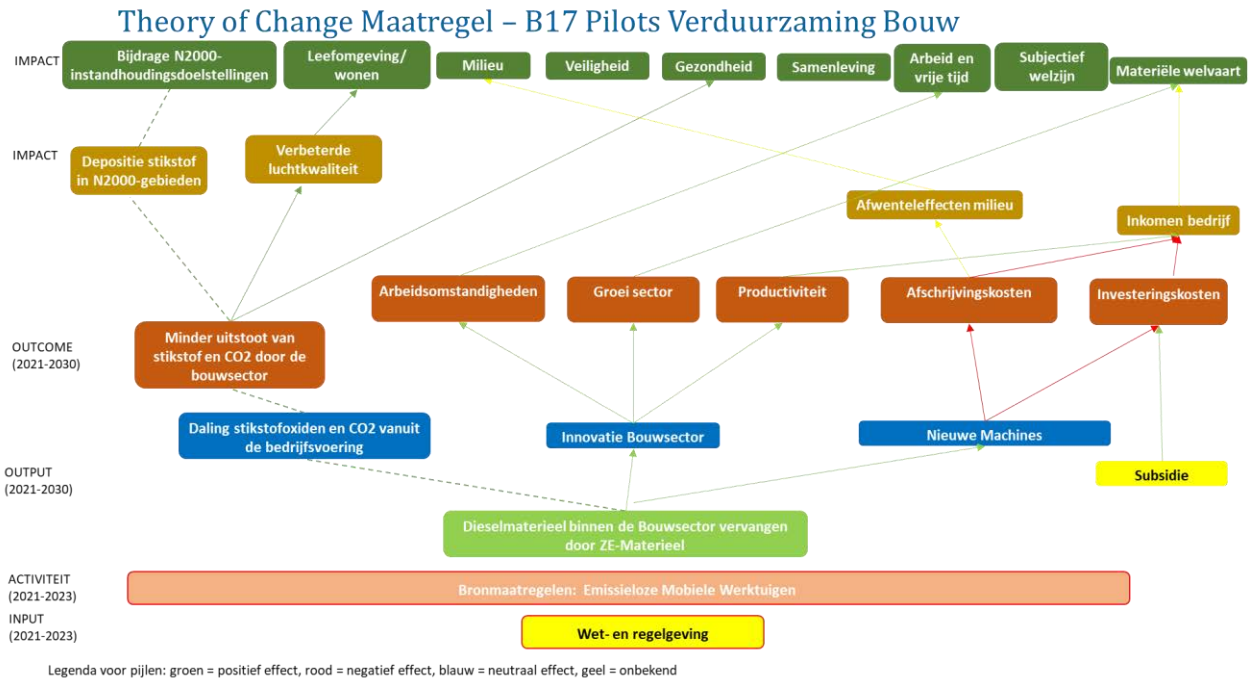 Theory of Change Maatregel – B17 Pilots Verduurzaming Bouw
IMPACT
Bijdrage N2000-
instandhoudingsdoelstellingen
Leefomgeving/
wonen
Milieu
Veiligheid
Gezondheid
Samenleving
Arbeid en
vrije tijd
Subjectief
welzijn
Materiële welvaart
IMPACT
Depositie stikstof
in N2000-gebieden
Verbeterde
luchtkwaliteit
Afwenteleffecten milieu
Inkomen bedrijf
OUTCOME
(2021-2030)
Minder uitstoot van
stikstof en CO2 door de
bouwsector
Arbeidsomstandigheden
Groei sector
Productiviteit
Afschrijvingskosten
Investeringskosten
Daling stikstofoxiden en CO2 vanuit
de bedrijfsvoering
Innovatie Bouwsector
Nieuwe Machines
OUTPUT
(2021-2030)
Subsidie
Dieselmaterieel binnen de Bouwsector vervangen
door ZE-Materieel
ACTIVITEIT
(2021-2023)
Bronmaatregelen: Emissieloze Mobiele Werktuigen
INPUT
(2021-2023)
Wet- en regelgeving
Legenda voor pijlen: groen = positief effect, rood = negatief effect, blauw = neutraal effect, geel = onbekend